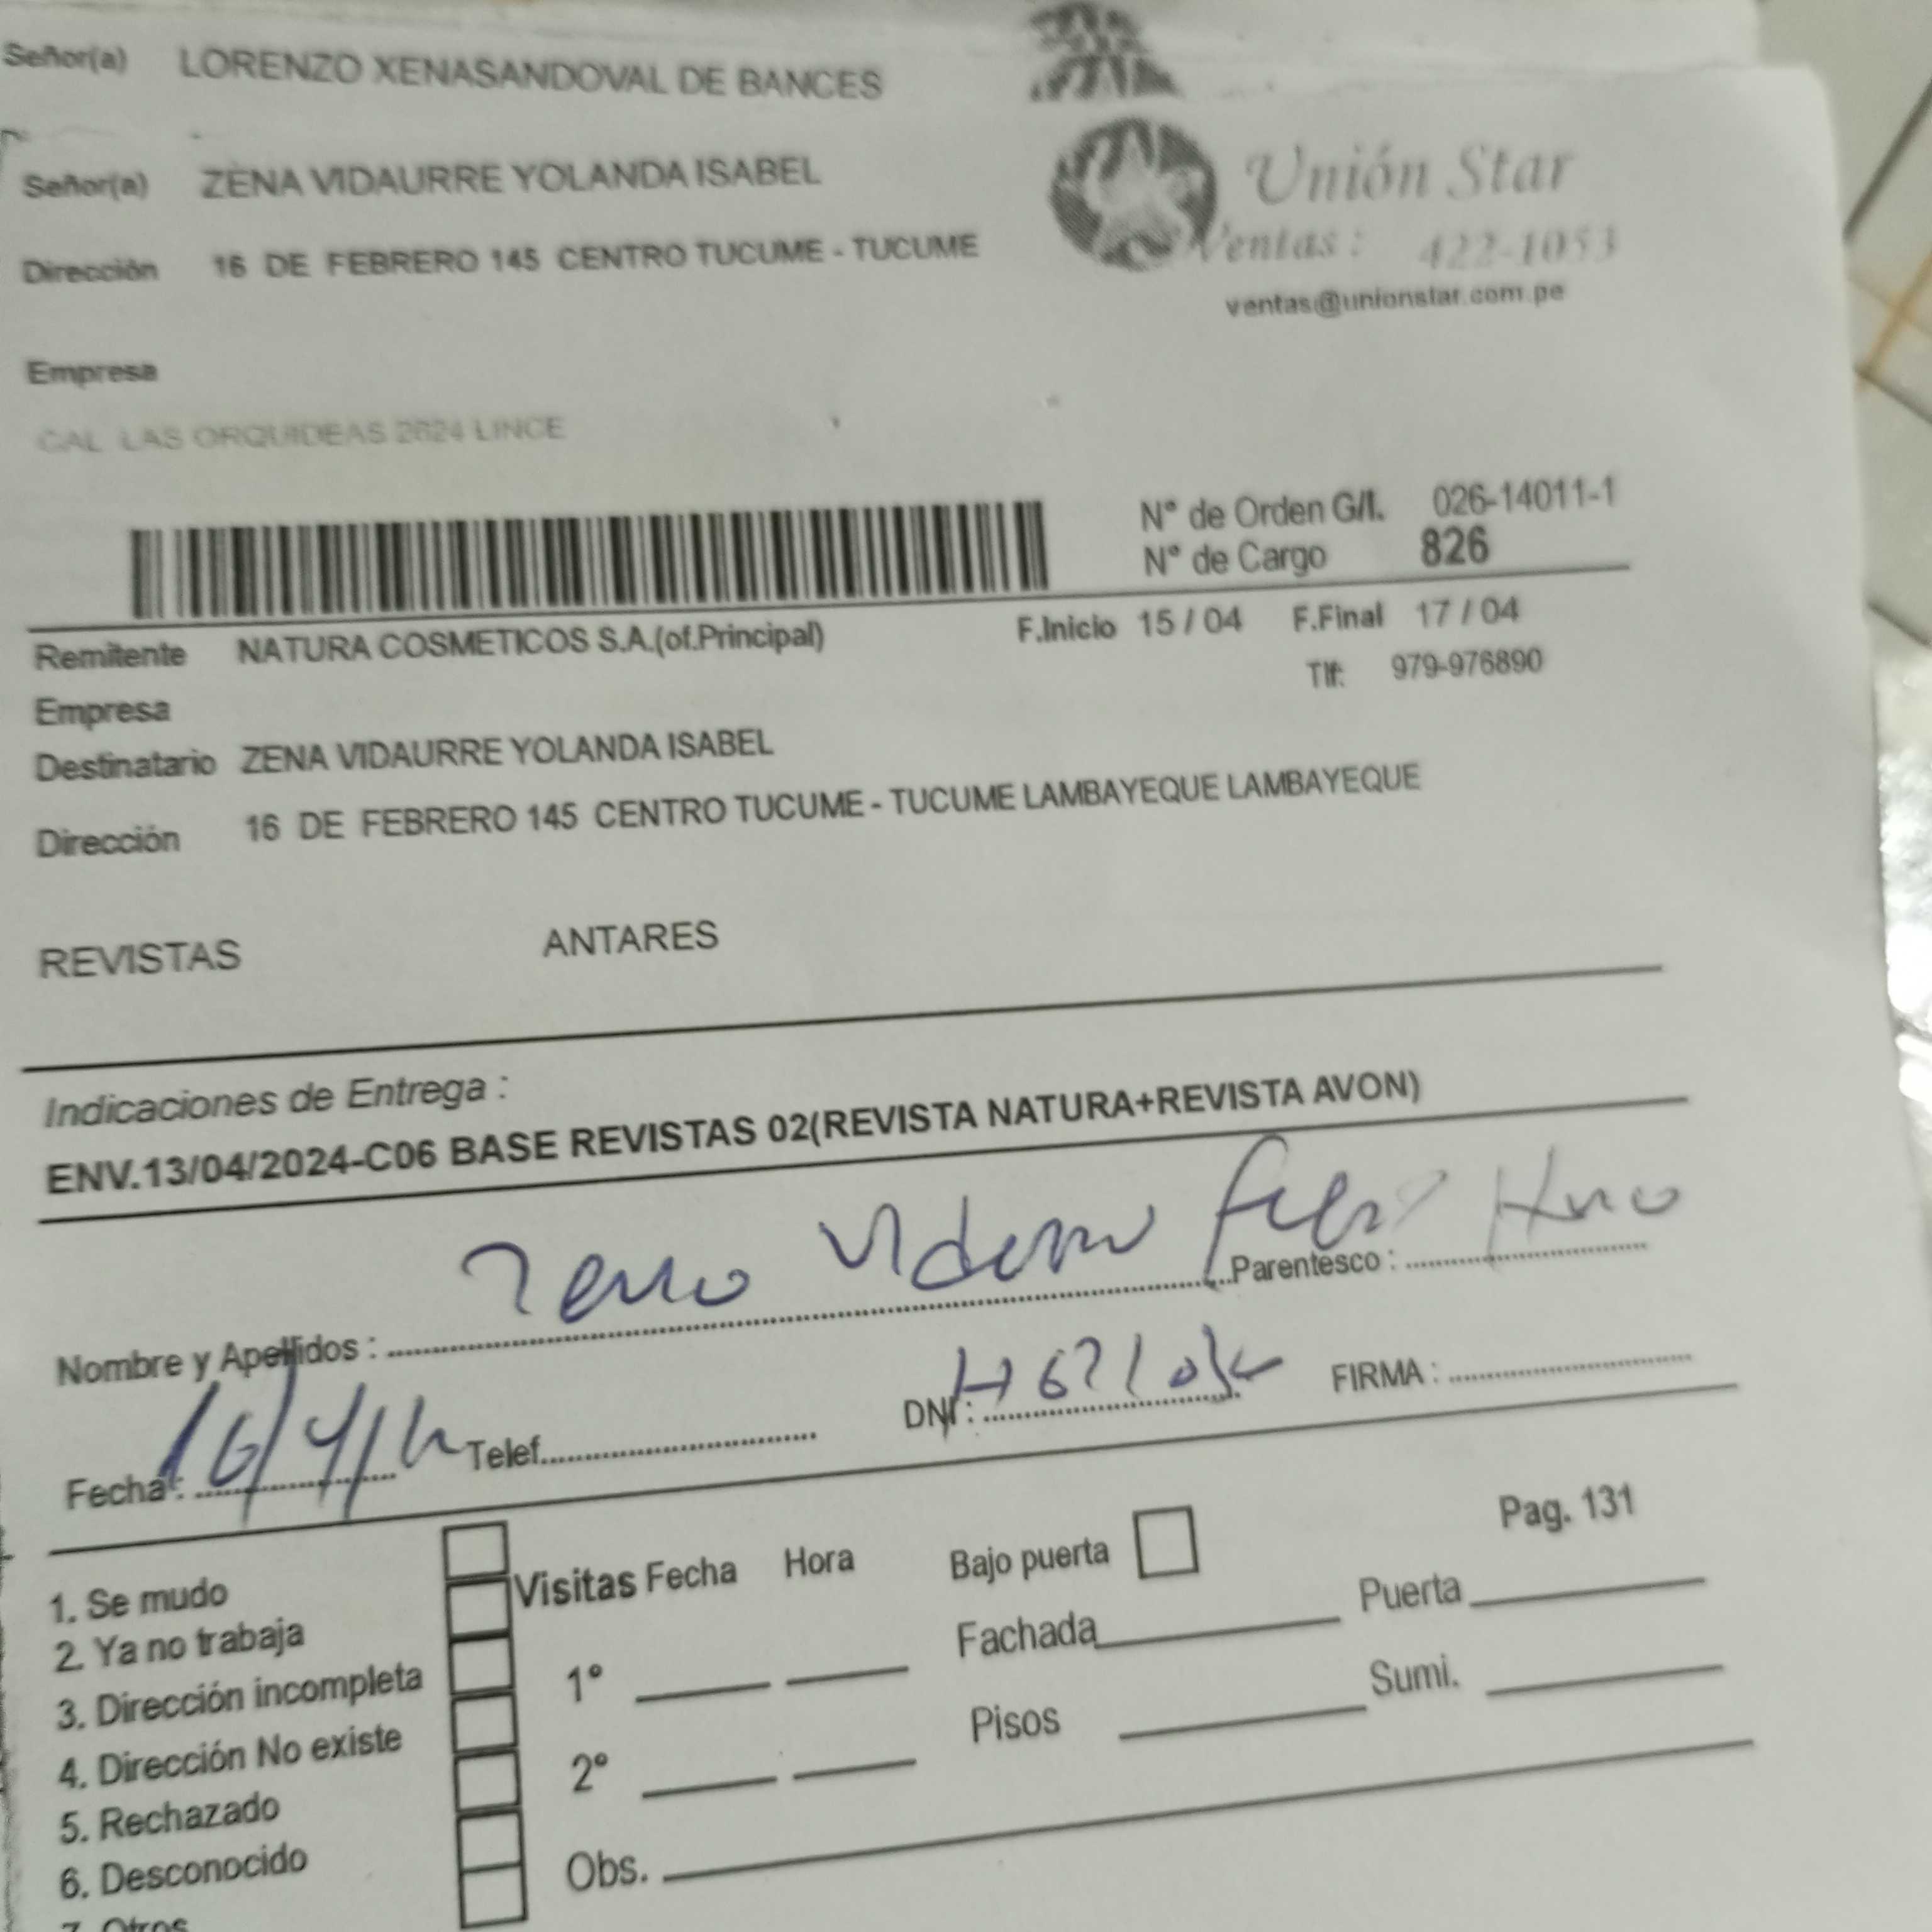 Señor(a) LORENZO XENASANDOVAL DE BANCES
Señor(a) ZENA VIDAURRE YOLANDA ISABEL
Unión Star
Dirección 16 DE FEBRERO 145 CENTRO TUCUME - TUCUME
Ventas : 422-1053
ventas@unionstar.com.pe
Empresa
CAL LAS ORQUIDEAS 2624 LINCE
N° de Orden G/I. 026-14011-1
N° de Cargo 826
Remitente NATURA COSMETICOS S.A.(of.Principal) F.Inicio 15 / 04 F.Final 17 / 04
Tlf: 979-976890
Empresa
Destinatario ZENA VIDAURRE YOLANDA ISABEL
Dirección 16 DE FEBRERO 145 CENTRO TUCUME - TUCUME LAMBAYEQUE LAMBAYEQUE
REVISTAS ANTARES
Indicaciones de Entrega :
ENV.13/04/2024-C06 BASE REVISTAS 02(REVISTA NATURA+REVISTA AVON)
Nombre y Apellidos : Parentesco :
Fecha : Telef. DNI : FIRMA :
Pag. 131
1. Se mudo Visitas Fecha Hora Bajo puerta
2. Ya no trabaja Fachada Puerta
3. Dirección incompleta 1°
4. Dirección No existe Pisos Sumi.
5. Rechazado 2°
6. Desconocido Obs.
7. Otros